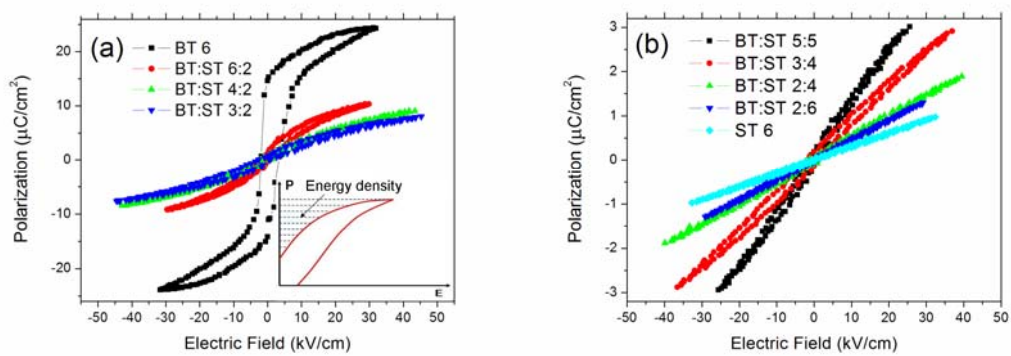 (a)
BT 6
BT:ST 6:2
BT:ST 4:2
BT:ST 3:2
P
Energy density
E
20
10
0
-10
-20
Polarization (μC/cm²)
-50 -40 -30 -20 -10 0 10 20 30 40 50
Electric Field (kV/cm)
(b)
BT:ST 5:5
BT:ST 3:4
BT:ST 2:4
BT:ST 2:6
ST 6
3
2
1
0
-1
-2
-3
Polarization (μC/cm²)
-50 -40 -30 -20 -10 0 10 20 30 40 50
Electric Field (kV/cm)